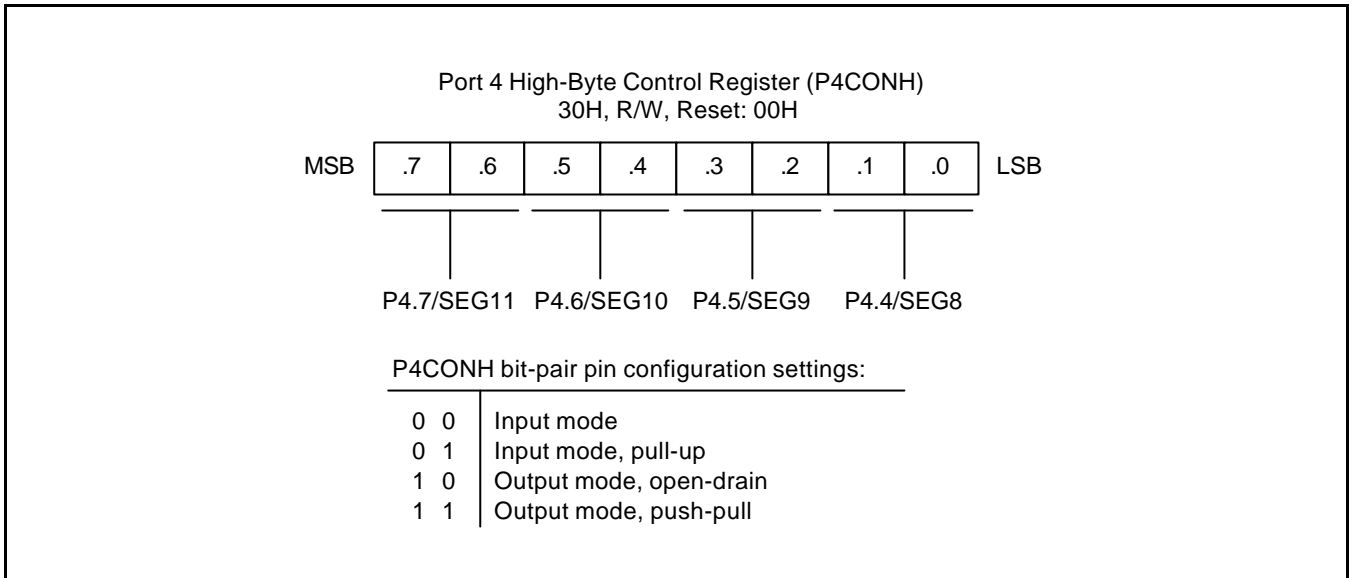 Port 4 High-Byte Control Register (P4CONH)
30H, R/W, Reset: 00H
MSB .7 .6 .5 .4 .3 .2 .1 .0 LSB
P4.7/SEG11 P4.6/SEG10 P4.5/SEG9 P4.4/SEG8
P4CONH bit-pair pin configuration settings:
0 0 Input mode
0 1 Input mode, pull-up
1 0 Output mode, open-drain
1 1 Output mode, push-pull